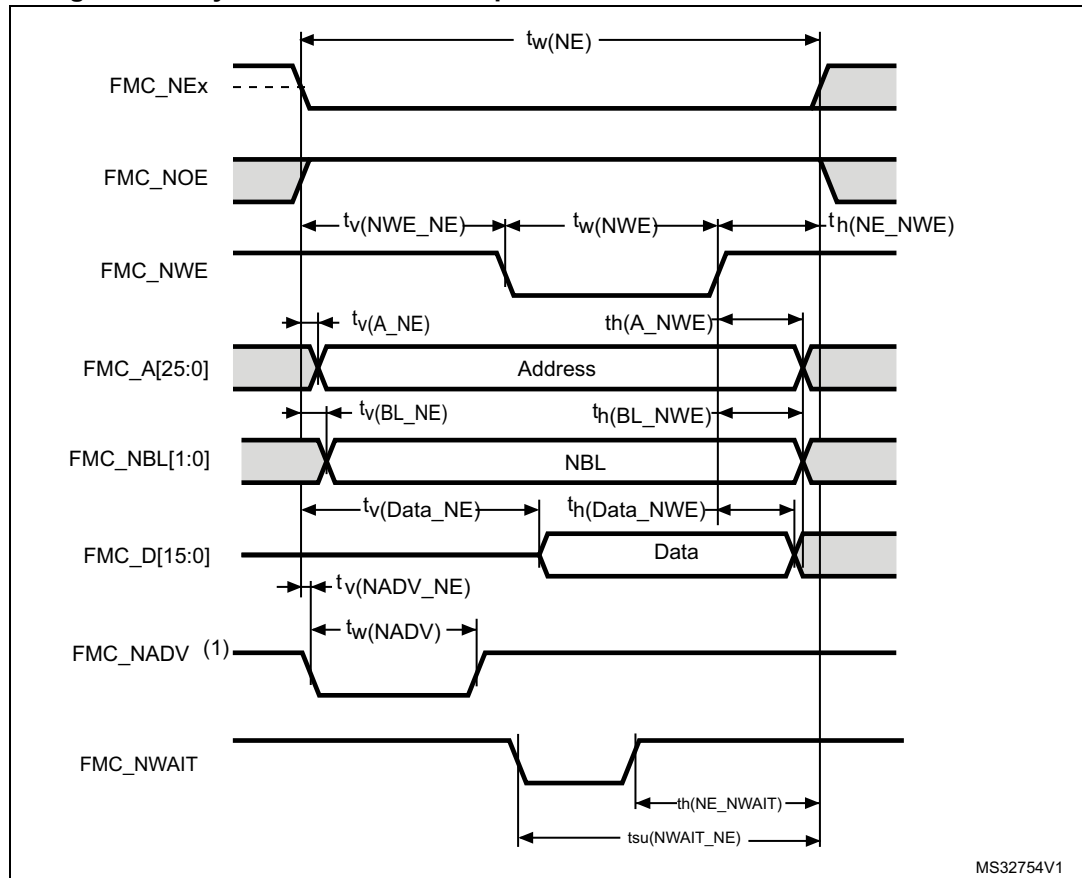 tw(NE)
FMC_NEx
FMC_NOE
tv(NWE_NE)
tw(NWE)
th(NE_NWE)
FMC_NWE
tv(A_NE)
th(A_NWE)
FMC_A[25:0]
Address
tv(BL_NE)
th(BL_NWE)
FMC_NBL[1:0]
NBL
tv(Data_NE)
th(Data_NWE)
FMC_D[15:0]
Data
tv(NADV_NE)
tw(NADV)
FMC_NADV (1)
FMC_NWAIT
th(NE_NWAIT)
tsu(NWAIT_NE)
MS32754V1